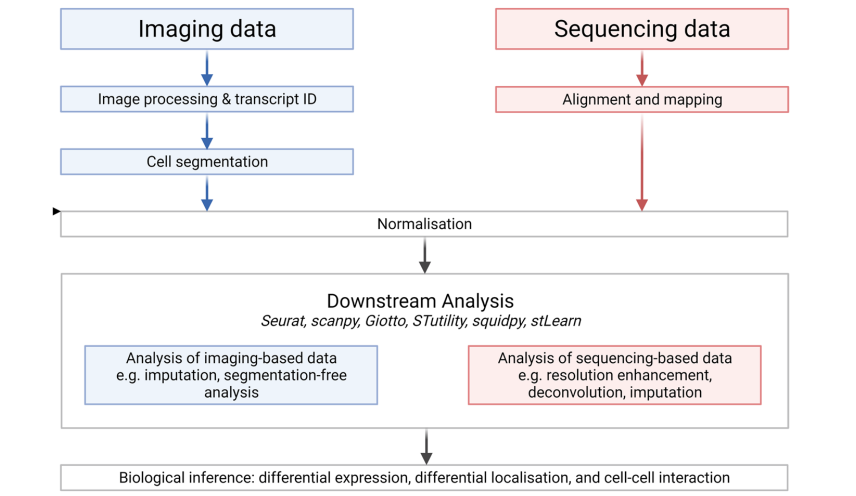 Imaging data
Sequencing data
Image processing & transcript ID
Alignment and mapping
Cell segmentation
Normalisation
Downstream Analysis
Seurat, scanpy, Giotto, STutility, squidpy, stLearn
Analysis of imaging-based data
e.g. imputation, segmentation-free
analysis
Analysis of sequencing-based data
e.g. resolution enhancement,
deconvolution, imputation
Biological inference: differential expression, differential localisation, and cell-cell interaction